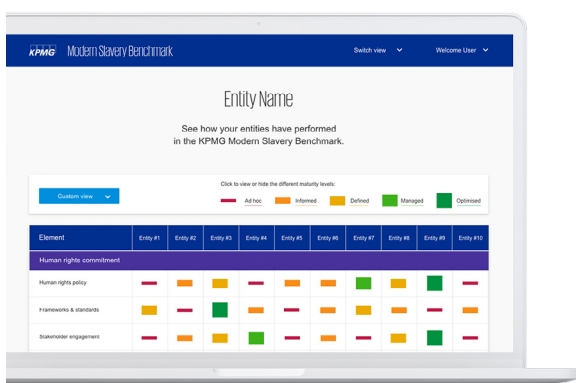 KPMG Modern Slavery Benchmark Switch view Welcome User
Entity Name
See how your entities have performed
in the KPMG Modern Slavery Benchmark.
Click to view or hide the different maturity levels:
Custom view Ad hoc Informed Defined Managed Optimised
Element Entity #1 Entity #2 Entity #3 Entity #4 Entity #5 Entity #6 Entity #7 Entity #8 Entity #9 Entity #10
Human rights commitment
Human rights policy
Frameworks & standards
Stakeholder engagement